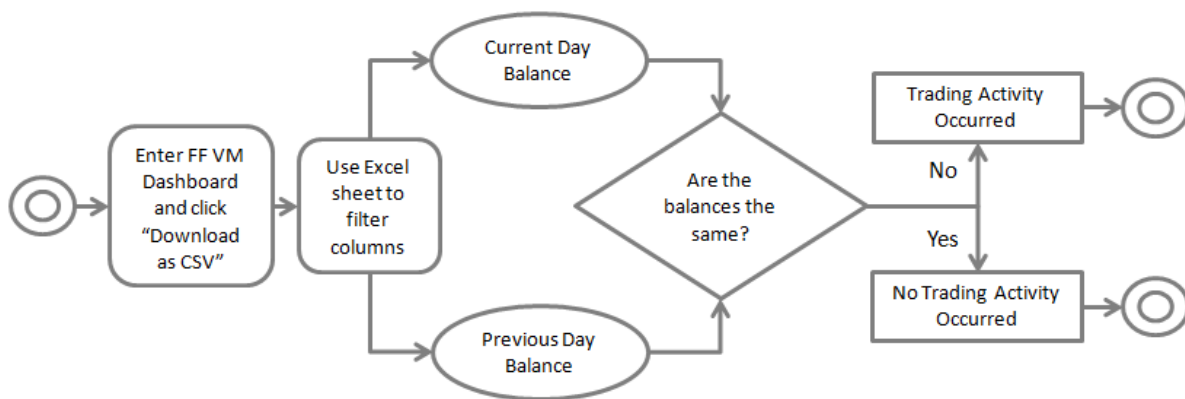 Enter FF VM
Dashboard
and click
“Download
as CSV”
Use Excel
sheet to
filter
columns
Current Day
Balance
Previous Day
Balance
Are the
balances the
same?
No
Yes
Trading Activity
Occurred
No Trading Activity
Occurred